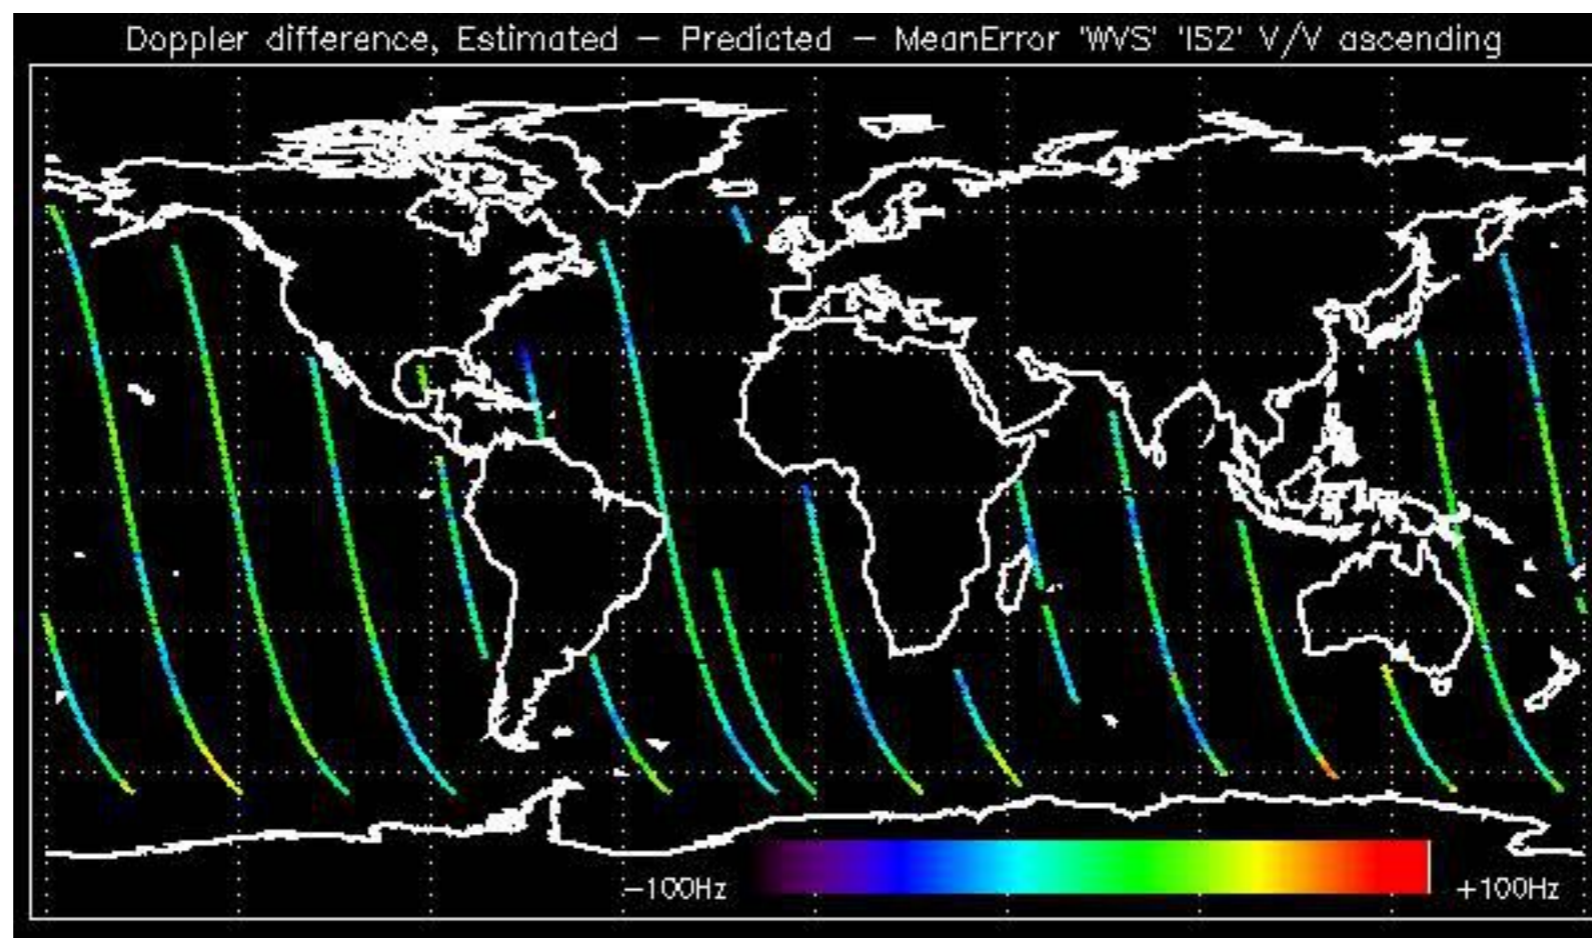 Doppler difference, Estimated – Predicted – MeanError 'WVS' 'IS2' V/V ascending
–100Hz
+100Hz